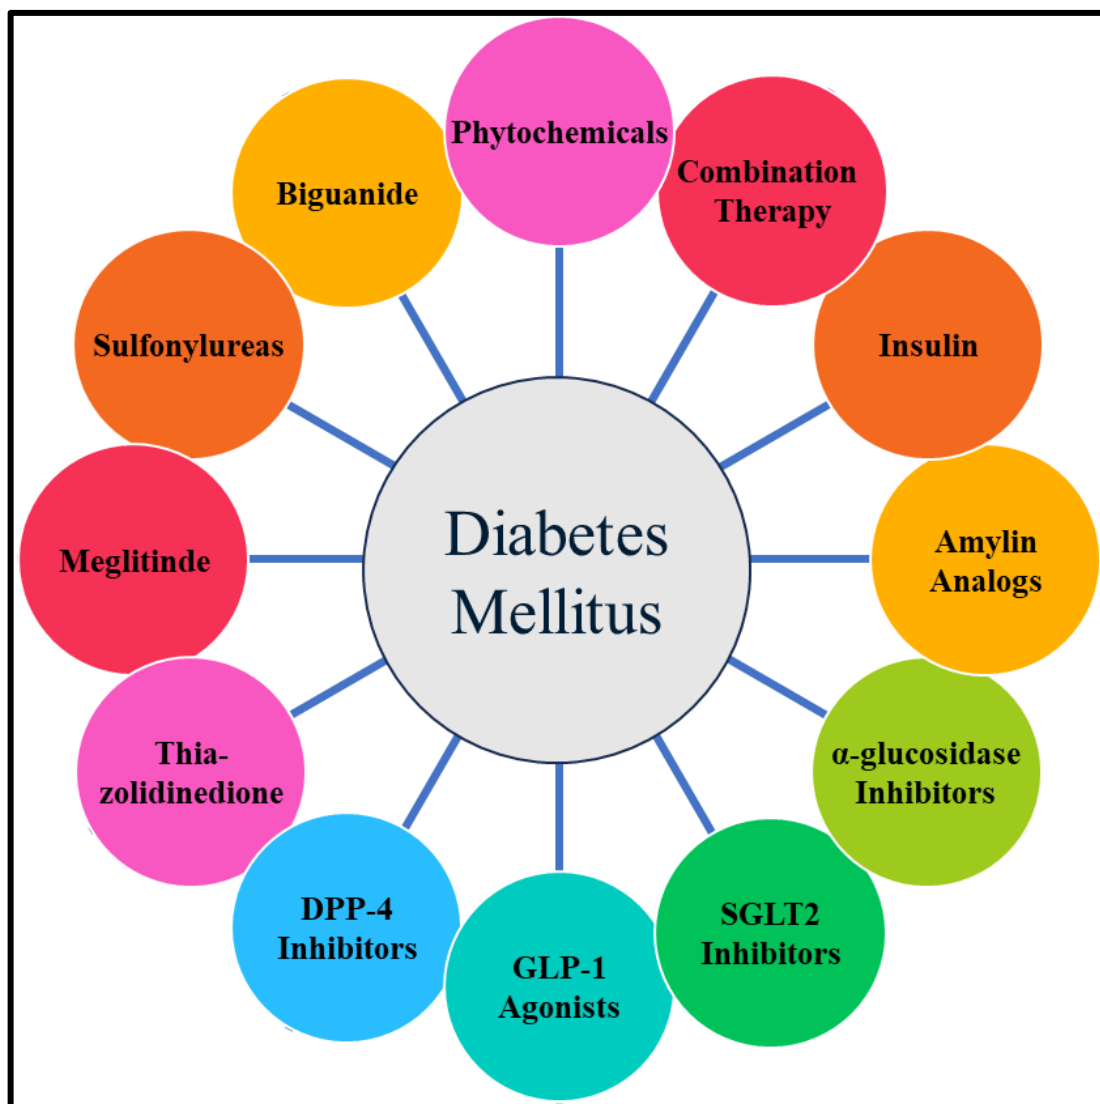 Phytochemicals
Combination
Therapy
Insulin
Amylin
Analogs
α-glucosidase
Inhibitors
SGLT2
Inhibitors
GLP-1
Agonists
DPP-4
Inhibitors
Thia-
zolidinedione
Meglitinde
Sulfonylureas
Biguanide
Diabetes
Mellitus